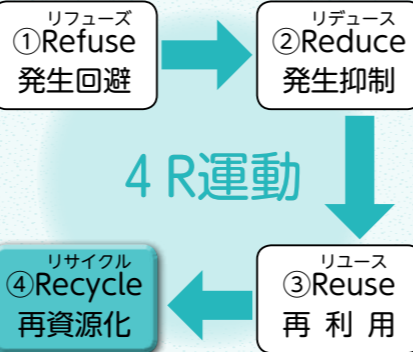 リフューズ
①Refuse
発生回避
リデュース
②Reduce
発生抑制
4R運動
リユース
③Reuse
再利用
リサイクル
④Recycle
再資源化